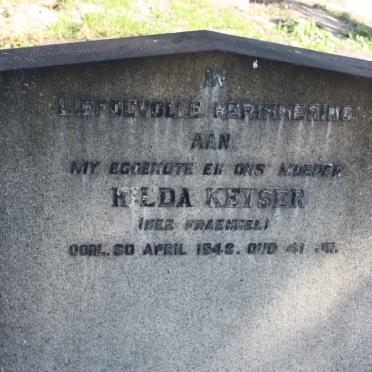 IN
LIEFDEVOLLE HERINNERING
AAN
MY EGGENOTE EN ONS MOEDER
HILDA KEYSER
(NEE FRAENKEL)
OORL. 30 APRIL 1948. OUD 41 JR.